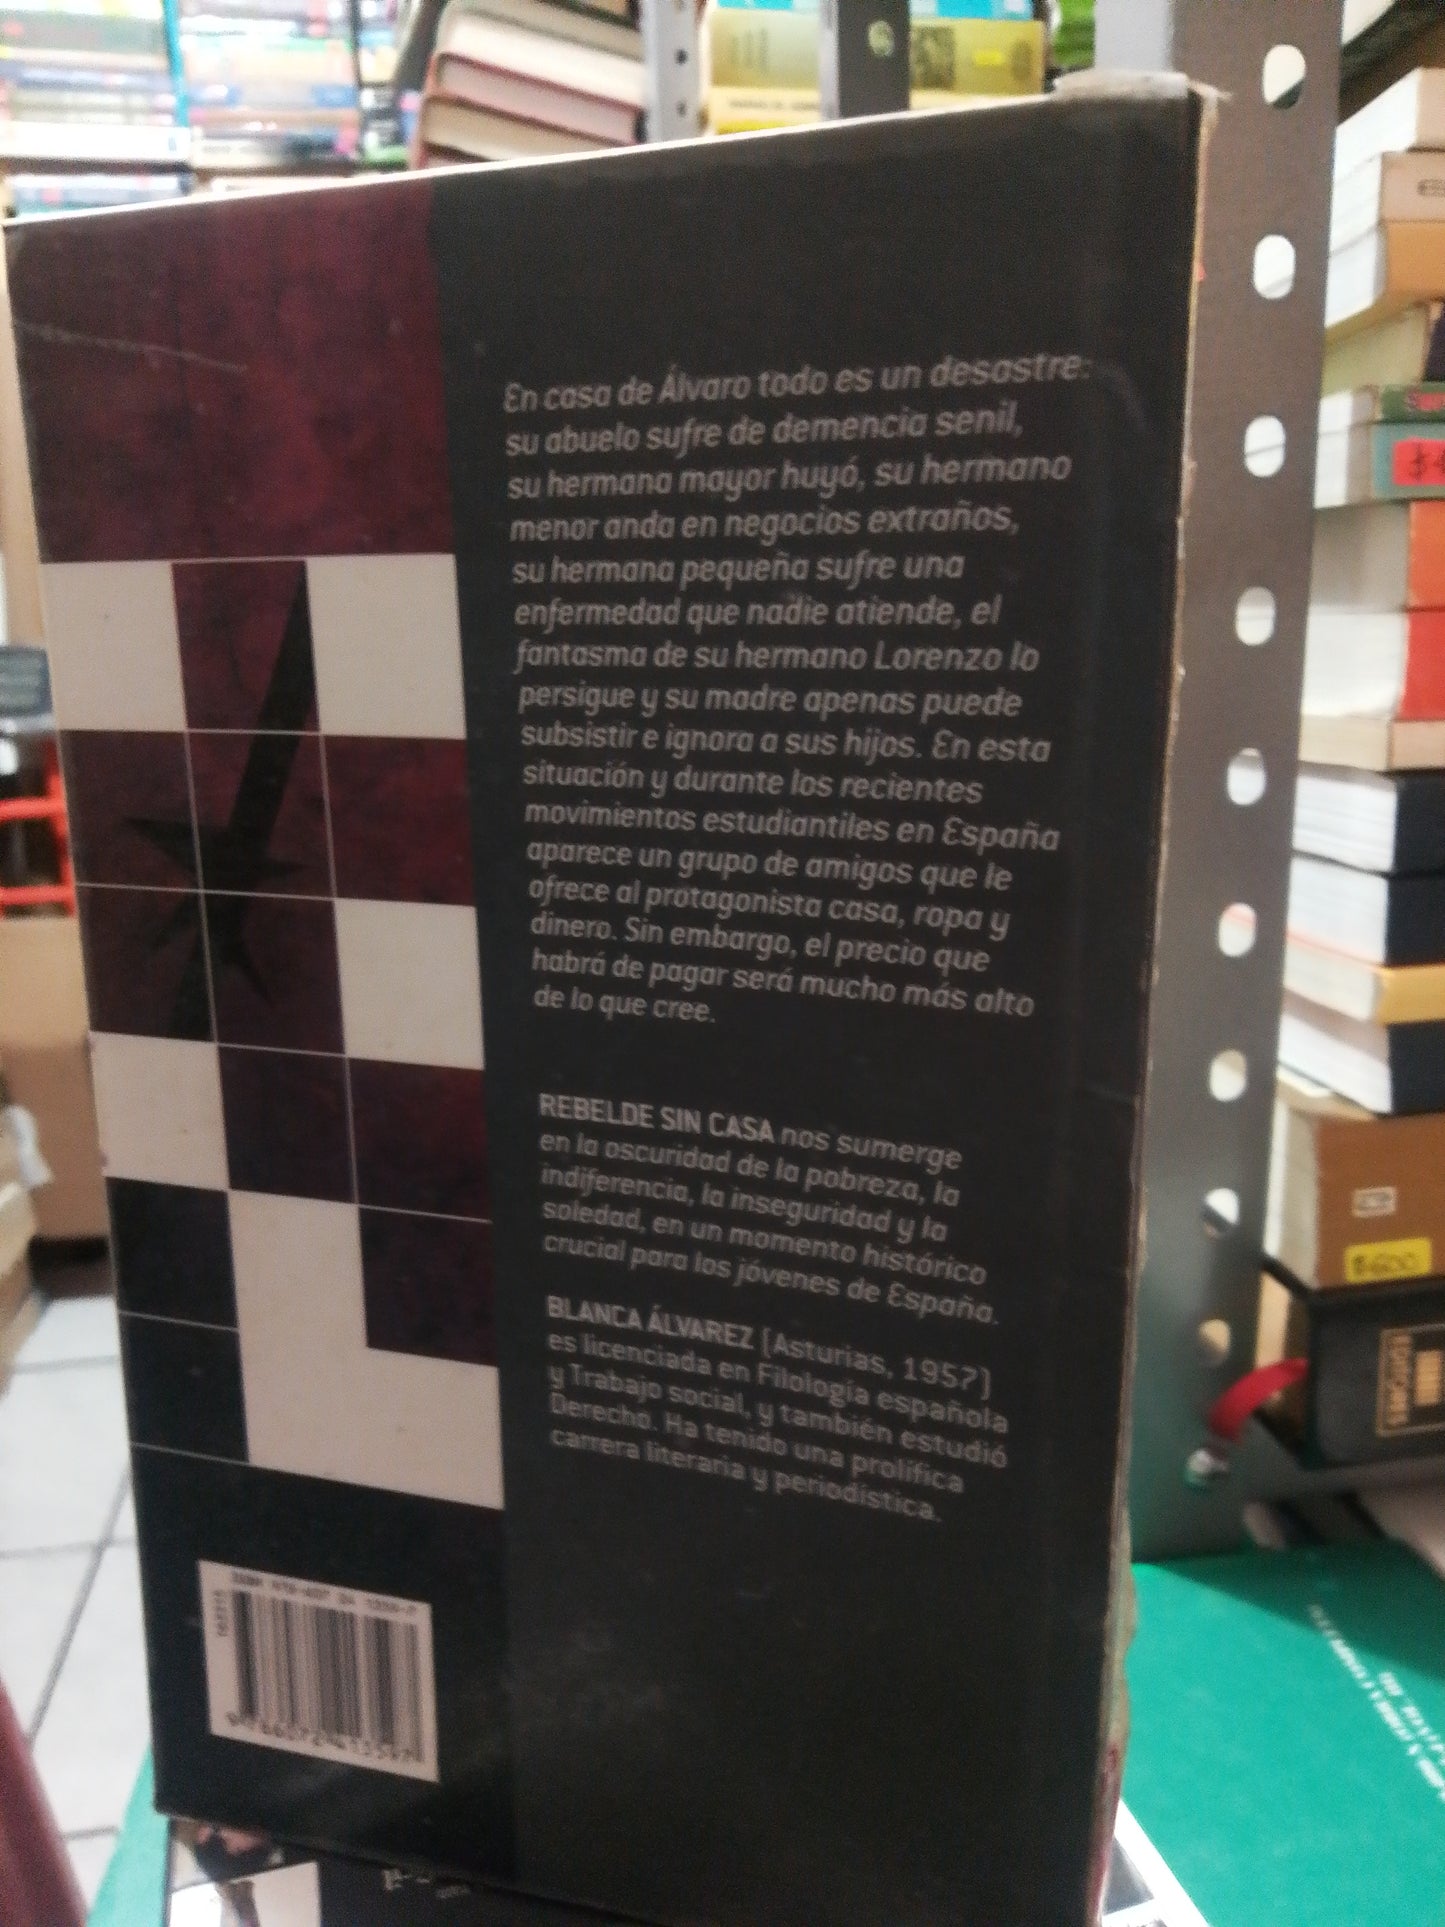 En casa de Álvaro todo es un desastre:
su abuelo sufre de demencia senil,
su hermana mayor huyó, su hermano
menor anda en negocios extraños,
su hermana pequeña sufre una
enfermedad que nadie atiende, el
fantasma de su hermano Lorenzo lo
persigue y su madre apenas puede
subsistir e ignora a sus hijos. En esta
situación y durante los recientes
movimientos estudiantiles en España
aparece un grupo de amigos que le
ofrece al protagonista casa, ropa y
dinero. Sin embargo, el precio que
habrá de pagar será mucho más alto
de lo que cree.
REBELDE SIN CASA nos sumerge
en la oscuridad de la pobreza, la
indiferencia, la inseguridad y la
soledad, en un momento histórico
crucial para los jóvenes de España.
BLANCA ÁLVAREZ (Asturias, 1957)
es licenciada en Filología española
y Trabajo social, y también estudió
Derecho. Ha tenido una prolífica
carrera literaria y periodística.